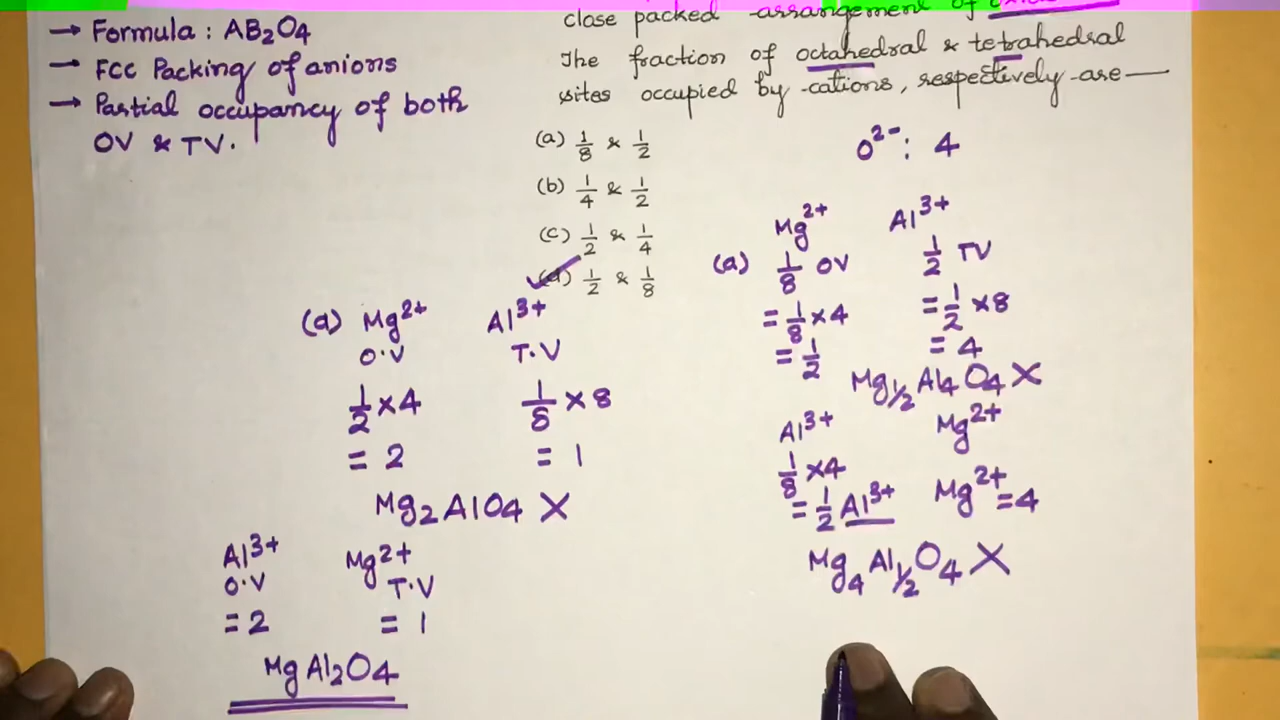 → Formula : AB₂O₄
→ FCC Packing of anions
→ Partial occupancy of both
OV & TV.
close packed arrangement of
The fraction of octahedral & tetrahedral
sites occupied by cations, respectively are —
(a) 1/8 & 1/2
(b) 1/4 & 1/2
(c) 1/2 & 1/4
(d) 1/2 & 1/8
O²⁻ : 4
Mg²⁺ Al³⁺
(a) 1/8 OV 1/2 TV
= 1/8 × 4 = 1/2 × 8
= 1/2 = 4
Mg1/2 Al₄ O₄ X
Al³⁺ Mg²⁺
1/8 × 4
= 1/2 Al³⁺ Mg²⁺ = 4
Mg₄ Al1/2 O₄ X
(a) Mg²⁺ Al³⁺
O.V T.V
1/2 × 4 1/8 × 8
= 2 = 1
Mg₂AlO₄ X
Al³⁺ Mg²⁺
O.V T.V
= 2 = 1
MgAl₂O₄